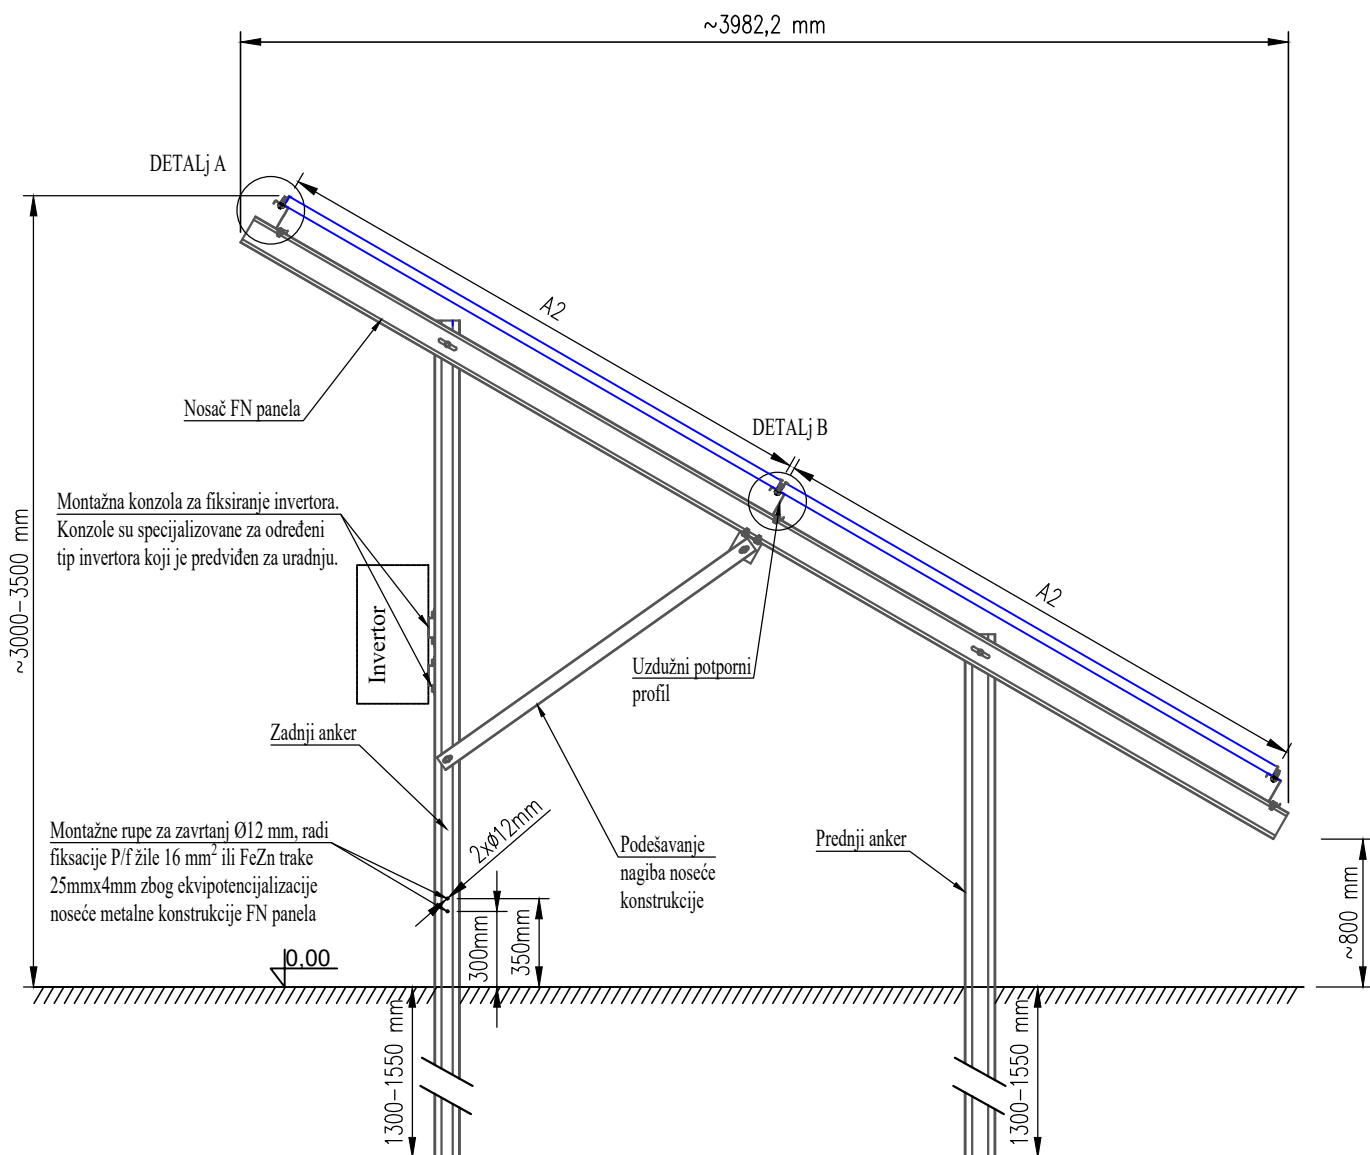 ~3982,2 mm
DETALj A
A2
Nosač FN panela
DETALj B
Montažna konzola za fiksiranje invertora.
Konzole su specijalizovane za određeni
tip invertora koji je predviđen za uradnju.
~3000-3500 mm
Invertor
A2
Uzdužni potporni
profil
Zadnji anker
Montažne rupe za zavrtanj Ø12 mm, radi
fiksacije P/f žile 16 mm² ili FeZn trake
25mmx4mm zbog ekvipotencijalizacije
noseće metalne konstrukcije FN panela
2xø12mm
Podešavanje
nagiba noseće
konstrukcije
Prednji anker
~800 mm
300mm
350mm
0,00
1300-1550 mm
1300-1550 mm